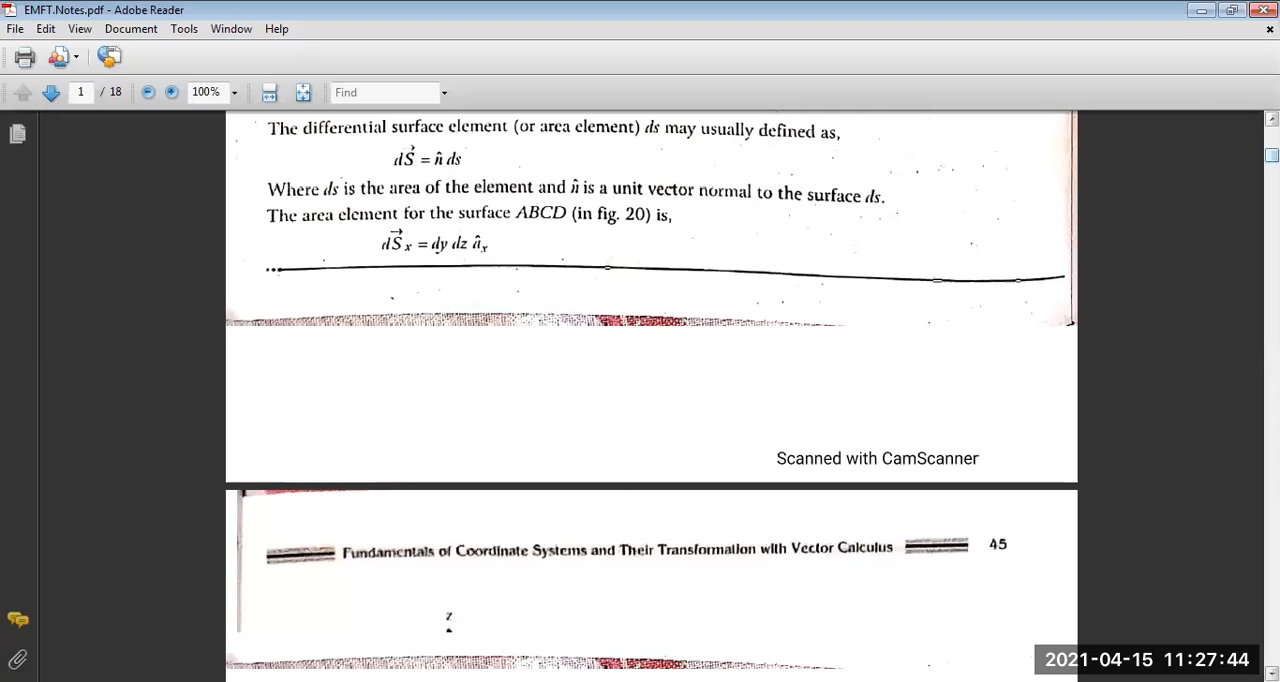 EMFT.Notes.pdf - Adobe Reader
File Edit View Document Tools Window Help
1 / 18 100% Find
The differential surface element (or area element) ds may usually defined as,
dS⃗ = n̂ ds
Where ds is the area of the element and n̂ is a unit vector normal to the surface ds.
The area element for the surface ABCD (in fig. 20) is,
dS⃗ₓ = dy dz âₓ
Scanned with CamScanner
Fundamentals of Coordinate Systems and Their Transformation with Vector Calculus 45
z
2021-04-15 11:27:44